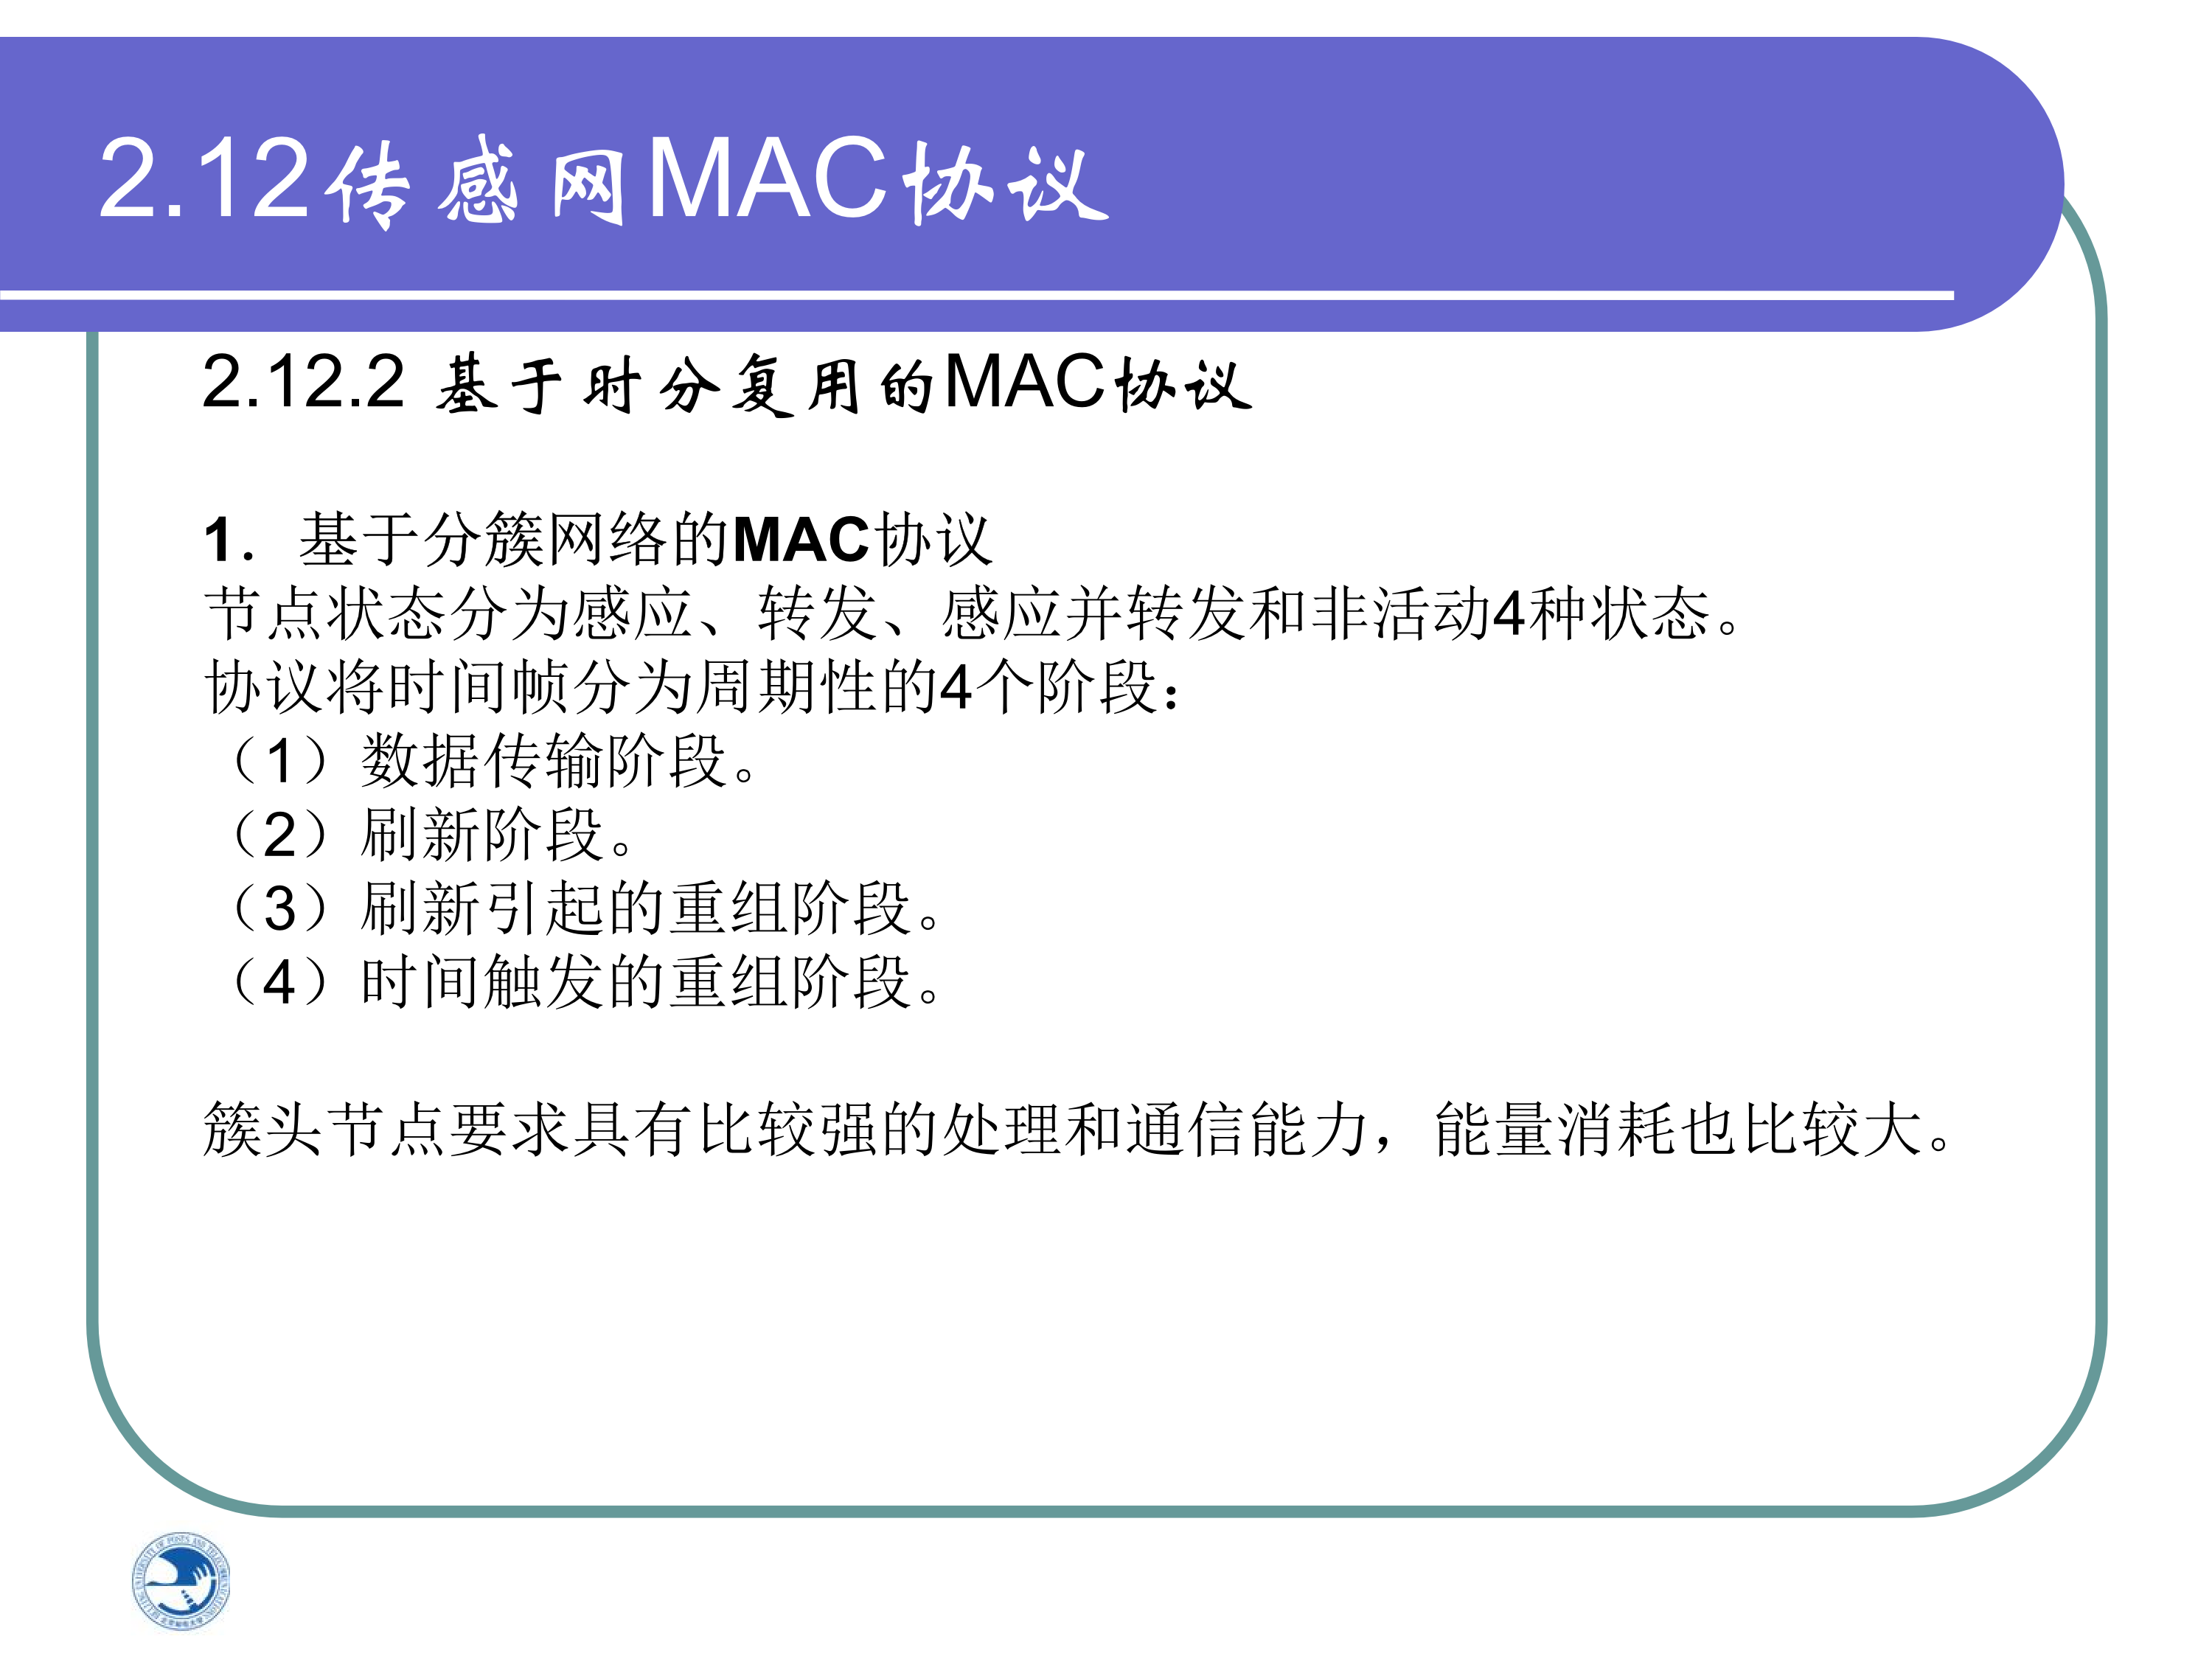 2.12传感网MAC协议
2.12.2 基于时分复用的MAC协议
1．基于分簇网络的MAC协议
节点状态分为感应、转发、感应并转发和非活动4种状态。
协议将时间帧分为周期性的4个阶段：
（1）数据传输阶段。
（2）刷新阶段。
（3）刷新引起的重组阶段。
（4）时间触发的重组阶段。
簇头节点要求具有比较强的处理和通信能力，能量消耗也比较大。